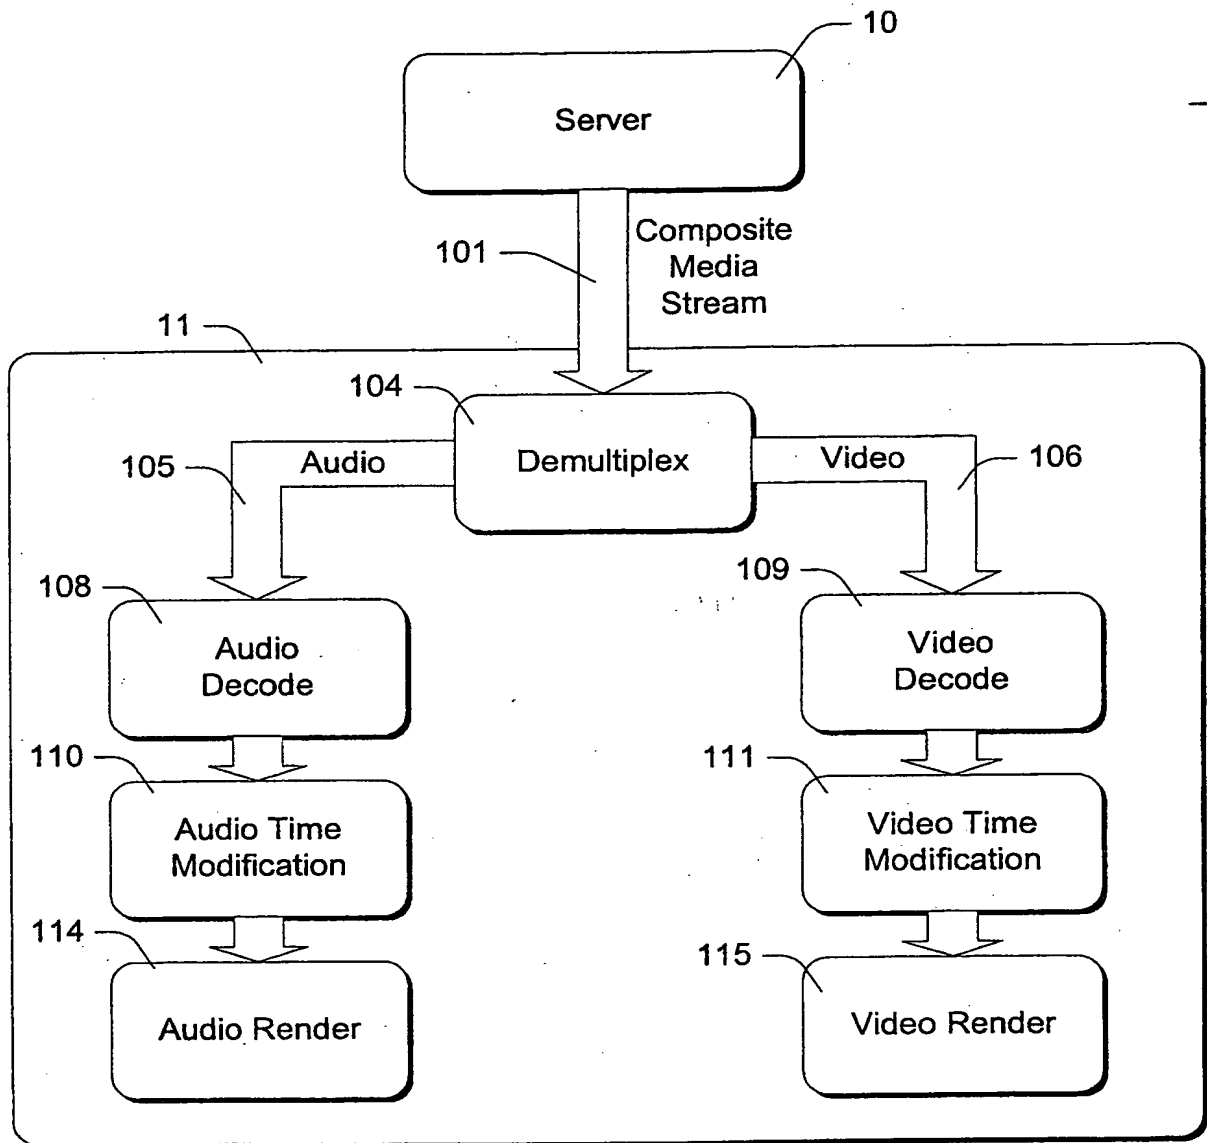 10
Server
101
Composite
Media
Stream
11
104
105
Audio
Demultiplex
Video
106
108
109
Audio
Decode
Video
Decode
110
111
Audio Time
Modification
Video Time
Modification
114
115
Audio Render
Video Render